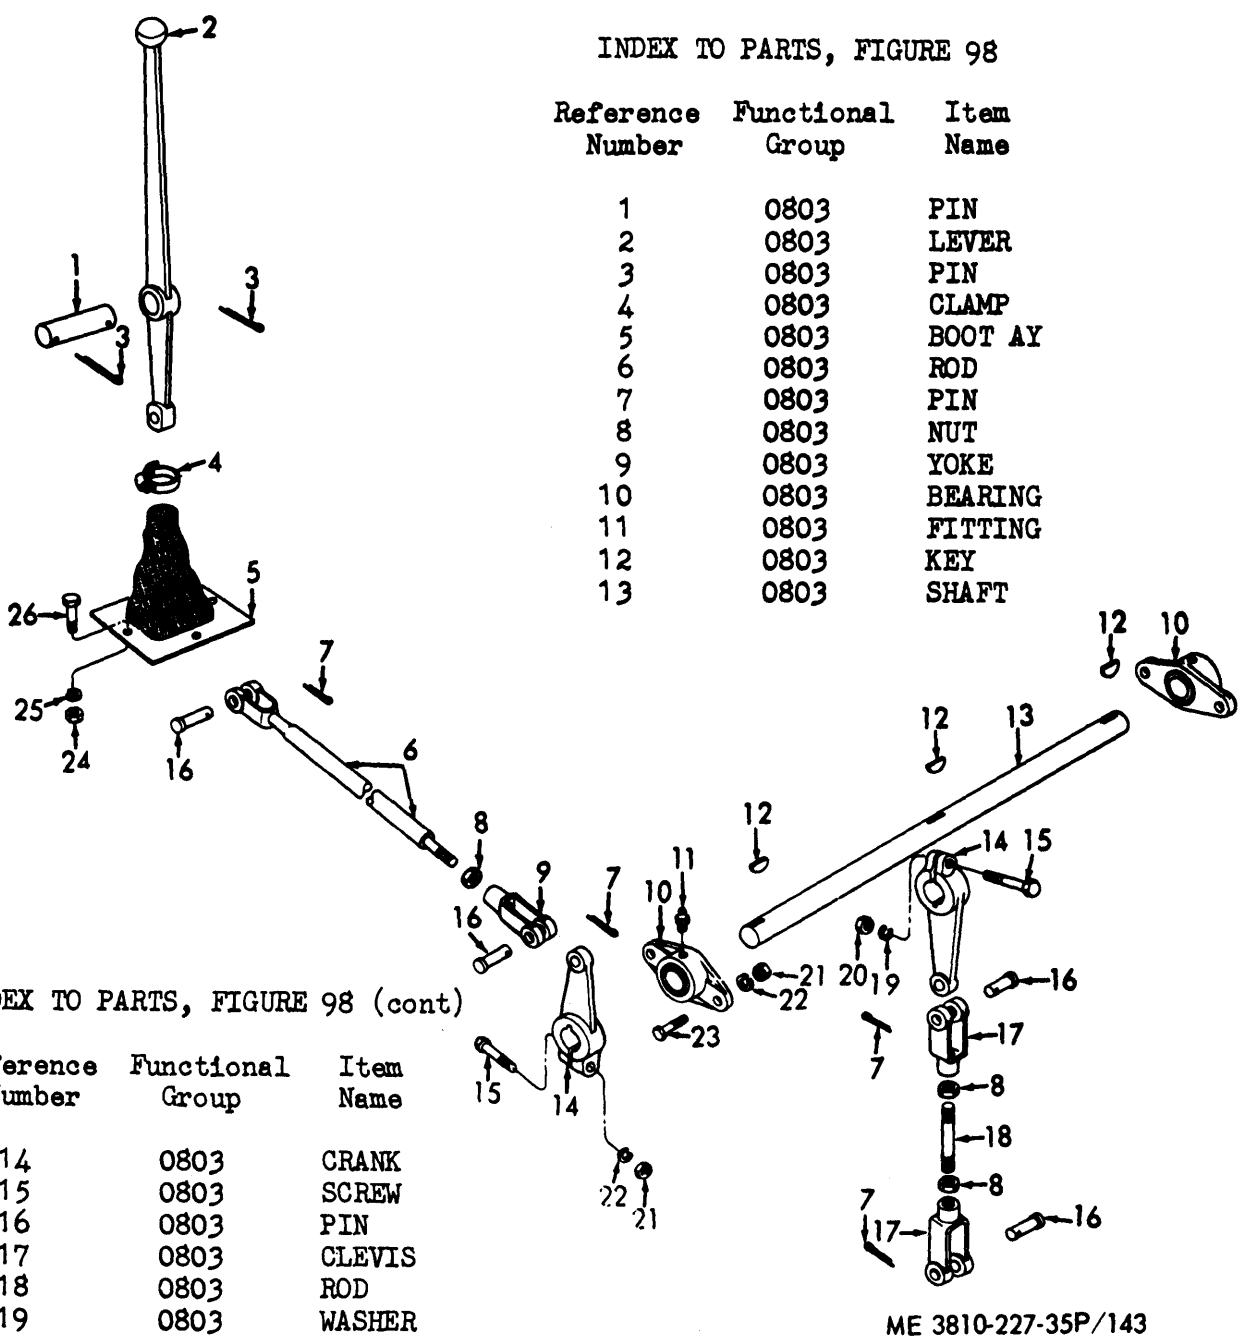 INDEX TO PARTS, FIGURE 98
Reference Functional Item
Number Group Name
1 0803 PIN
2 0803 LEVER
3 0803 PIN
4 0803 CLAMP
5 0803 BOOT AY
6 0803 ROD
7 0803 PIN
8 0803 NUT
9 0803 YOKE
10 0803 BEARING
11 0803 FITTING
12 0803 KEY
13 0803 SHAFT
2
1
3
3
4
5
26
25
24
7
16
6
8
9
16
7
10
11
12
12
13
12
10
14
15
20
19
21
22
23
15
14
22
21
16
7
17
8
18
8
7
17
16
DEX TO PARTS, FIGURE 98 (cont)
erence Functional Item
umber Group Name
14 0803 CRANK
15 0803 SCREW
16 0803 PIN
17 0803 CLEVIS
18 0803 ROD
19 0803 WASHER
ME 3810-227-35P/143